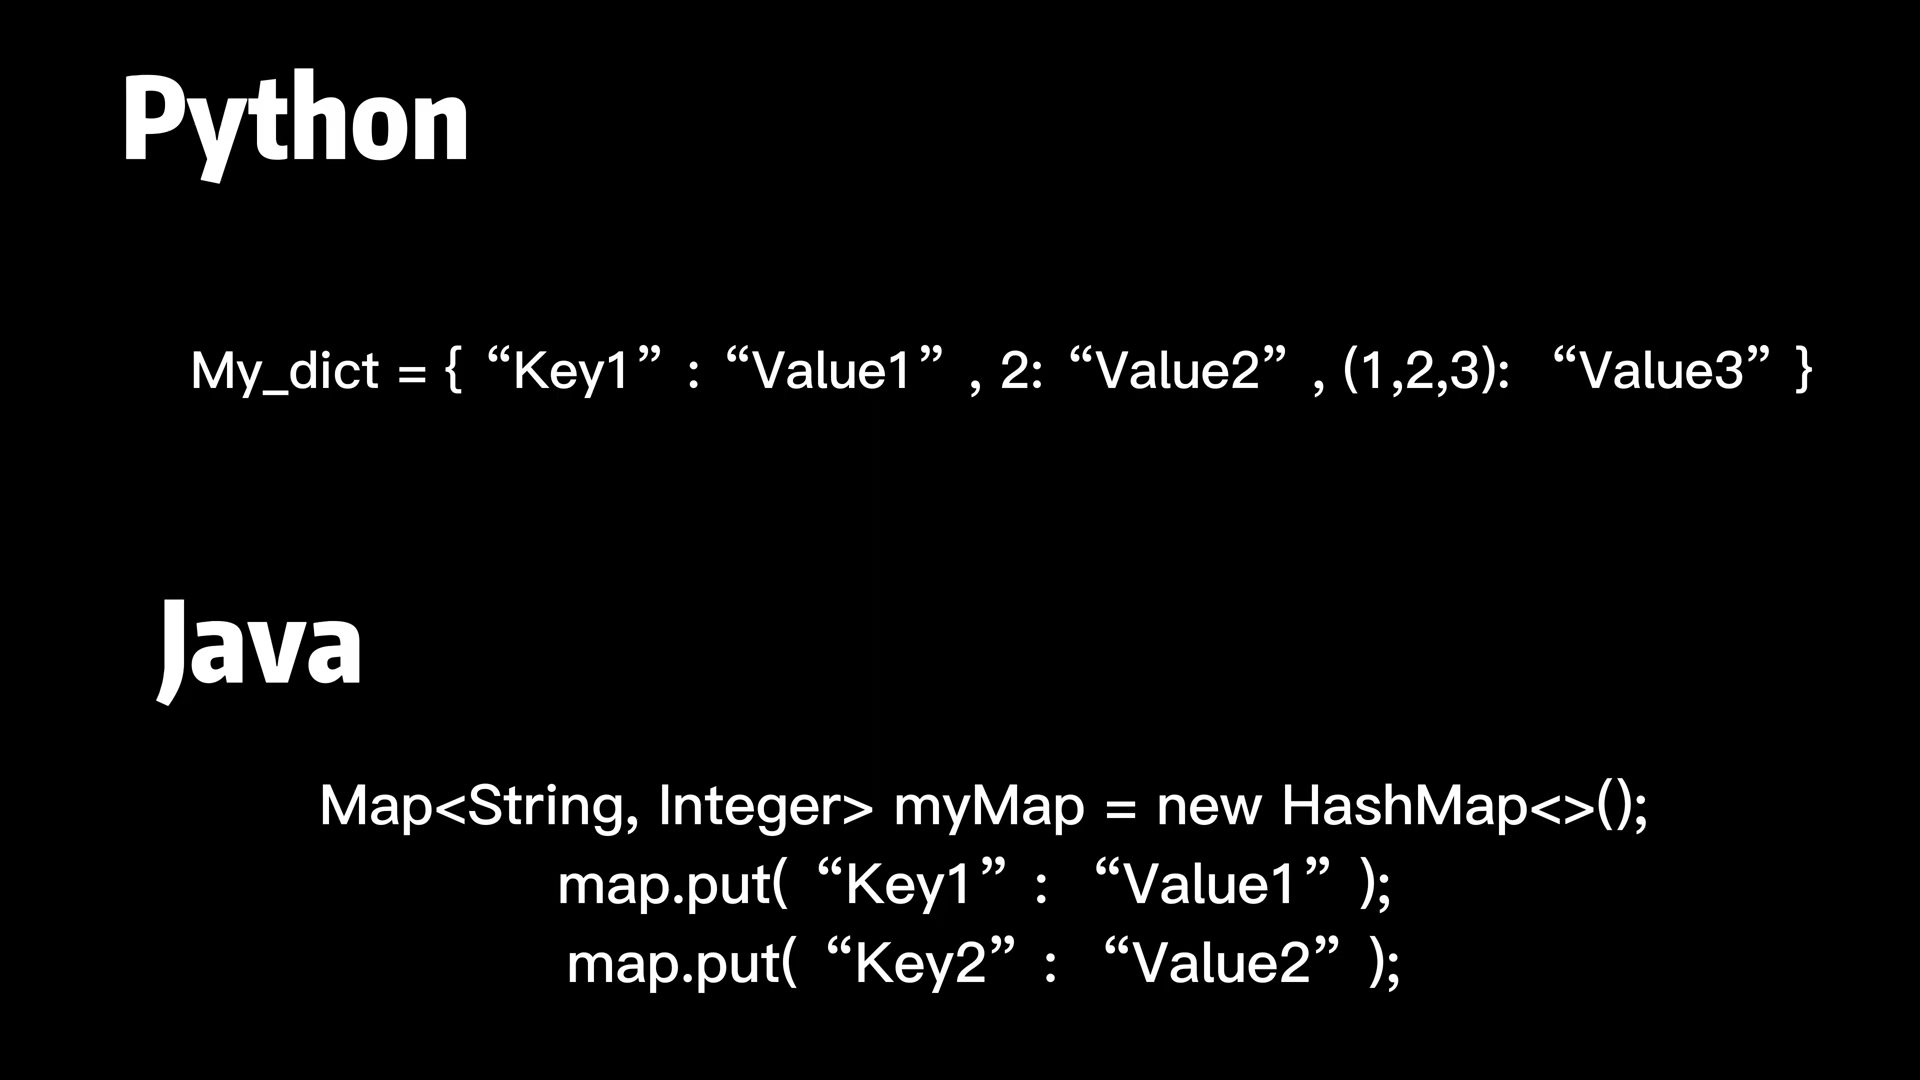 Python
My_dict = { “Key1” : “Value1” , 2: “Value2” , (1,2,3): “Value3” }
Java
Map<String, Integer> myMap = new HashMap<>();
map.put( “Key1” : “Value1” );
map.put( “Key2” : “Value2” );